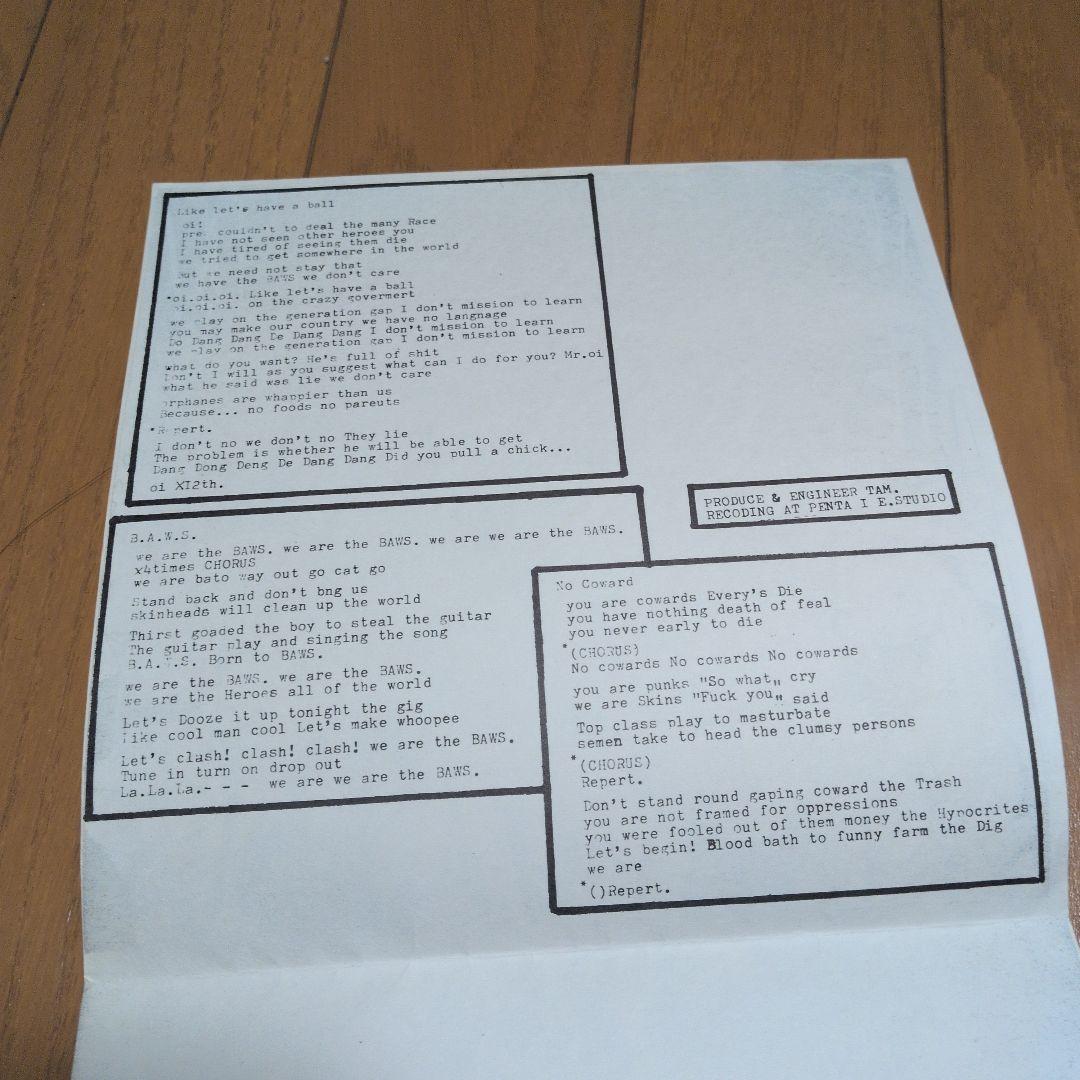 Like let's have a ball
oi!
pre. couldn't to deal the many Race
I have not seen other heroes you
I have tired of seeing them die
we tried to get somewhere in the world
But we need not stay that
we have the BAWS we don't care
*oi.oi.oi. Like let's have a ball
oi.oi.oi. on the crazy goverment
we play on the generation gap I don't mission to learn
you may make our country we have no langnage
Do Dang Dang De Dang Dang I don't mission to learn
we play on the generation gap I don't mission to learn
what do you want? He's full of shit
Don't I will as you suggest what can I do for you? Mr.oi
what he said was lie we don't care
orphanes are whappier than us
Because... no foods no pareuts
*Repert.
I don't no we don't no They lie
The problem is whether he will be able to get
Dang Dong Deng De Dang Dang Did you pull a chick...
oi XI2th.
B.A.W.S.
we are the BAWS. we are the BAWS. we are we are the BAWS.
x4times CHORUS
we are bato way out go cat go
Stand back and don't bng us
skinheads will clean up the world
Thirst goaded the boy to steal the guitar
The guitar play and singing the song
B.A.W.S. Born to BAWS.
we are the BAWS. we are the BAWS.
we are the Heroes all of the world
Let's Dooze it up tonight the gig
Like cool man cool Let's make whoopee
Let's clash! clash! clash! we are the BAWS.
Tune in turn on drop out
La.La.La.- - - we are we are the BAWS.
PRODUCE & ENGINEER TAM.
RECODING AT PENTA I E.STUDIO
No Coward
you are cowards Every's Die
you have nothing death of feal
you never early to die
*(CHORUS)
No cowards No cowards No cowards
you are punks "So what„ cry
we are Skins "Fuck you„ said
Top class play to masturbate
semen take to head the clumsy persons
*(CHORUS)
Repert.
Don't stand round gaping coward the Trash
you are not framed for oppressions
you were fooled out of them money the Hypocrites
Let's begin! Blood bath to funny farm the Dig
we are
*()Repert.